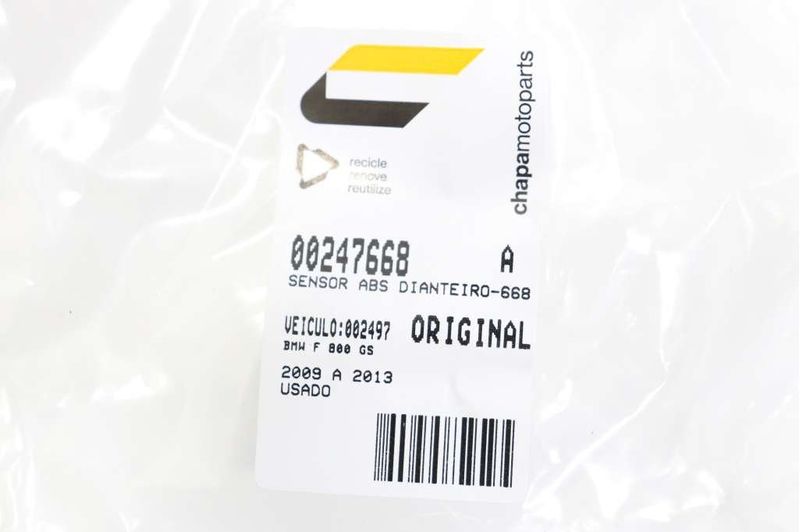 chapamotoparts
recicle
renove
reutilize
00247668 A
SENSOR ABS DIANTEIRO-668
VEICULO:002497 ORIGINAL
BMW F 800 GS
2009 A 2013
USADO